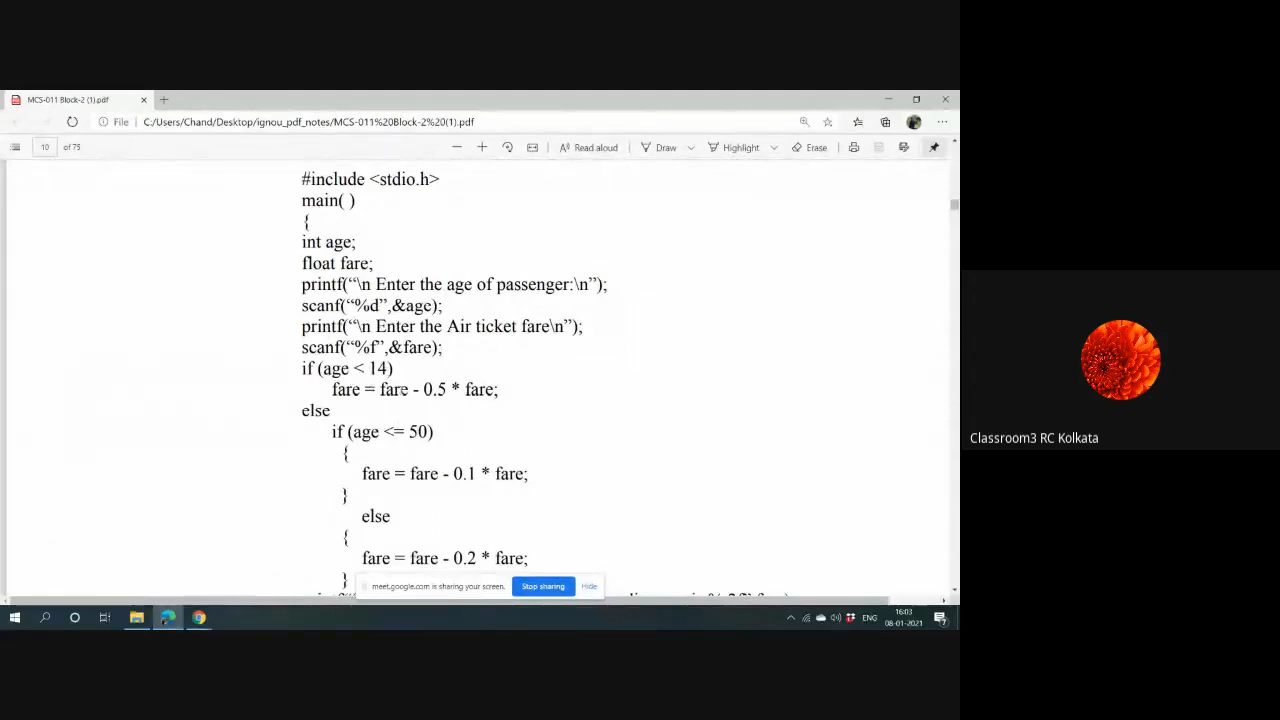 MCS-011 Block-2 (1).pdf
File C:/Users/Chand/Desktop/ignou_pdf_notes/MCS-011%20Block-2%20(1).pdf
10 of 75 Read aloud Draw Highlight Erase
#include <stdio.h>
main( )
{
int age;
float fare;
printf(“\n Enter the age of passenger:\n”);
scanf(“%d”,&age);
printf(“\n Enter the Air ticket fare\n”);
scanf(“%f”,&fare);
if (age < 14)
fare = fare - 0.5 * fare;
else
if (age <= 50)
{
fare = fare - 0.1 * fare;
}
else
{
fare = fare - 0.2 * fare;
}
meet.google.com is sharing your screen. Stop sharing Hide
ENG 16:03
08-01-2021
Classroom3 RC Kolkata